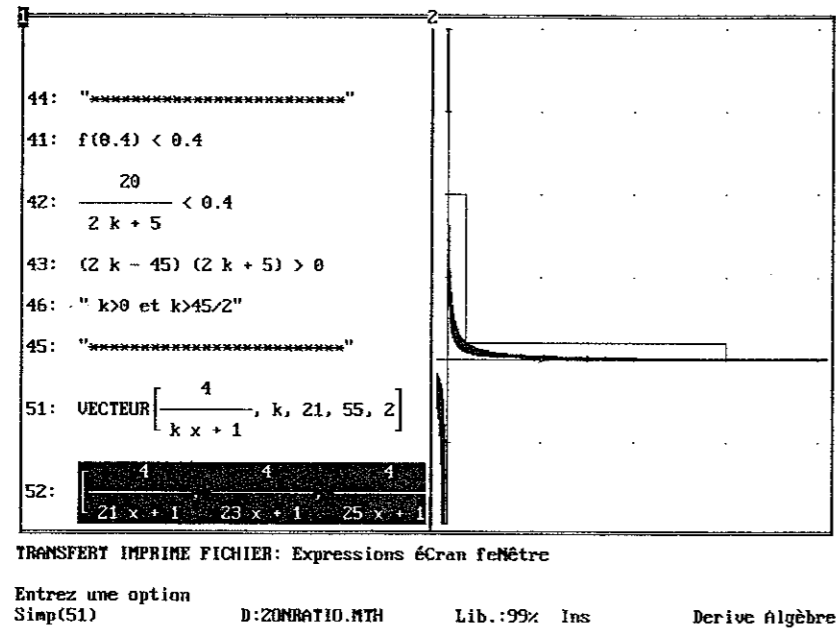 1
2
44: "************************"
41: f(0.4) < 0.4
42: 20 / 2 k + 5 < 0.4
43: (2 k - 45) (2 k + 5) > 0
46: " k>0 et k>45/2"
45: "************************"
51: VECTEUR[4 / k x + 1, k, 21, 55, 2]
52: [4 / 21 x + 1, 4 / 23 x + 1, 4 / 25 x + 1
TRANSFERT IMPRIME FICHIER: Expressions éCran feNêtre
Entrez une option
Simp(51) D:ZONRATIO.MTH Lib.:99% Ins Derive Algèbre